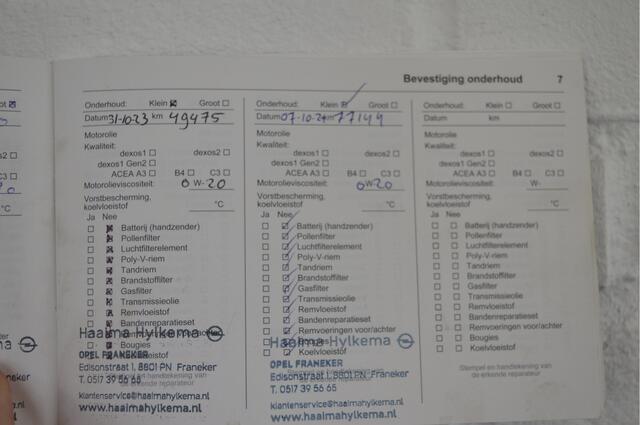 Bevestiging onderhoud 7
Onderhoud: Klein Groot
Datum 31-10-23 km 49475
Motorolie
Kwaliteit:
dexos1 dexos2
dexos1 Gen2
ACEA A3 B4 C3
Motorolieviscositeit: 0 W-20
Vorstbescherming,
koelvloeistof °C
Ja Nee
Batterij (handzender)
Pollenfilter
Luchtfilterelement
Poly-V-riem
Tandriem
Brandstoffilter
Gasfilter
Transmissieolie
Remvloeistof
Bandenreparatieset
Haaima Hylkema
Bougies
OPEL FRANEKER
Edisonstraat 1, 8801 PN Franeker
T. 0517 39 56 65
klantenservice@haaimahylkema.nl
www.haaimahylkema.nl
Onderhoud: Klein Groot
Datum 07-10-24 km 77144
Motorolie
Kwaliteit:
dexos1 dexos2
dexos1 Gen2
ACEA A3 B4 C3
Motorolieviscositeit: 0 W-20
Vorstbescherming,
koelvloeistof °C
Ja Nee
Batterij (handzender)
Pollenfilter
Luchtfilterelement
Poly-V-riem
Tandriem
Brandstoffilter
Gasfilter
Transmissieolie
Remvloeistof
Bandenreparatieset
Remvoeringen voor/achter
Haaima Hylkema
Bougies
Koelvloeistof
OPEL FRANEKER
Edisonstraat 1, 8801 PN Franeker
T. 0517 39 56 65
klantenservice@haaimahylkema.nl
www.haaimahylkema.nl
Onderhoud: Klein Groot
Datum km
Motorolie
Kwaliteit:
dexos1 dexos2
dexos1 Gen2
ACEA A3 B4 C3
Motorolieviscositeit: W-
Vorstbescherming,
koelvloeistof °C
Ja Nee
Batterij (handzender)
Pollenfilter
Luchtfilterelement
Poly-V-riem
Tandriem
Brandstoffilter
Gasfilter
Transmissieolie
Remvloeistof
Bandenreparatieset
Remvoeringen voor/achter
Bougies
Koelvloeistof
Stempel en handtekening van
de erkende reparateur